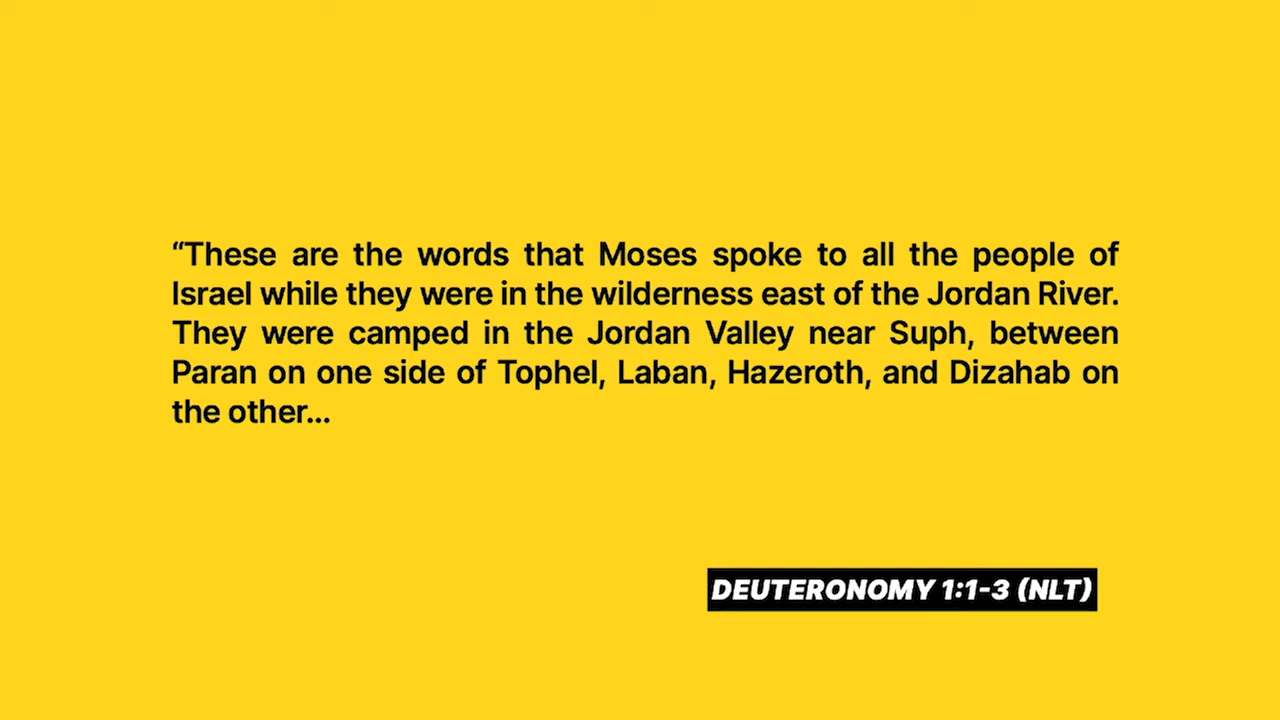 “These are the words that Moses spoke to all the people of
Israel while they were in the wilderness east of the Jordan River.
They were camped in the Jordan Valley near Suph, between
Paran on one side of Tophel, Laban, Hazeroth, and Dizahab on
the other...
DEUTERONOMY 1:1-3 (NLT)